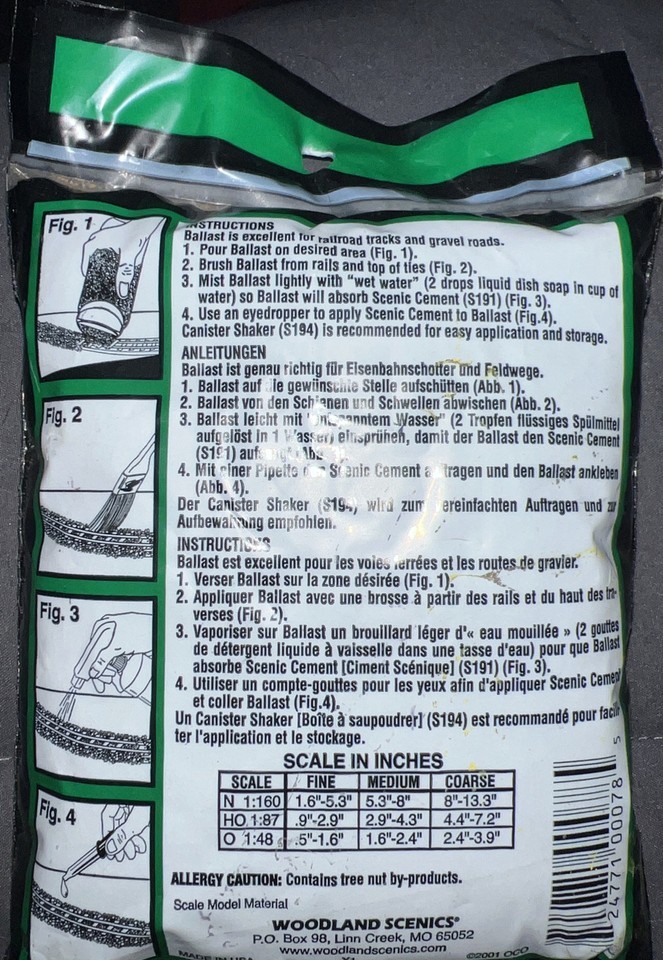 Fig. 1
INSTRUCTIONS
Ballast is excellent for railroad tracks and gravel roads.
1. Pour Ballast on desired area (Fig. 1).
2. Brush Ballast from rails and top of ties (Fig. 2).
3. Mist Ballast lightly with "wet water" (2 drops liquid dish soap in cup of
water) so Ballast will absorb Scenic Cement (S191) (Fig. 3).
4. Use an eyedropper to apply Scenic Cement to Ballast (Fig.4).
Canister Shaker (S194) is recommended for easy application and storage.
ANLEITUNGEN
Ballast ist genau richtig für Eisenbahnschotter und Feldwege.
1. Ballast auf die gewünschte Stelle aufschütten (Abb. 1).
Fig. 2
2. Ballast von den Schienen und Schwellen abwischen (Abb. 2).
3. Ballast leicht mit Wasser" (2 Tropfen flüssiges Spülmittel
aufgelöst in 1 Wasser) einsprühen, damit der Ballast den Scenic Cement
(S191)
4. Mit einer Pipette den Scenic Cement auftragen und den Ballast ankleben
(Abb. 4).
Der Canister Shaker (S194) wird zum vereinfachten Auftragen und zur
Aufbewahrung empfohlen.
INSTRUCTIONS
Ballast est excellent pour les voies ferrées et les routes de gravier.
1. Verser Ballast sur la zone désirée (Fig. 1).
Fig. 3
2. Appliquer Ballast avec une brosse à partir des rails et du haut des tra-
verses (Fig. 2).
3. Vaporiser sur Ballast un brouillard léger d'« eau mouillée » (2 gouttes
de détergent liquide à vaisselle dans une tasse d'eau) pour que Ballast
absorbe Scenic Cement [Ciment Scénique] (S191) (Fig. 3).
4. Utiliser un compte-gouttes pour les yeux afin d'appliquer Scenic Cement
et coller Ballast (Fig.4).
Un Canister Shaker [Boîte à saupoudrer] (S194) est recommandé pour facili-
ter l'application et le stockage.
SCALE IN INCHES
SCALE FINE MEDIUM COARSE
N 1:160 1.6"-5.3" 5.3"-8" 8"-13.3"
HO 1:87 .9"-2.9" 2.9"-4.3" 4.4"-7.2"
O 1:48 .5"-1.6" 1.6"-2.4" 2.4"-3.9"
Fig. 4
ALLERGY CAUTION: Contains tree nut by-products.
Scale Model Material
WOODLAND SCENICS®
P.O. Box 98, Linn Creek, MO 65052
www.woodlandscenics.com
MADE IN USA
©2001 OCO
24771 00078 5